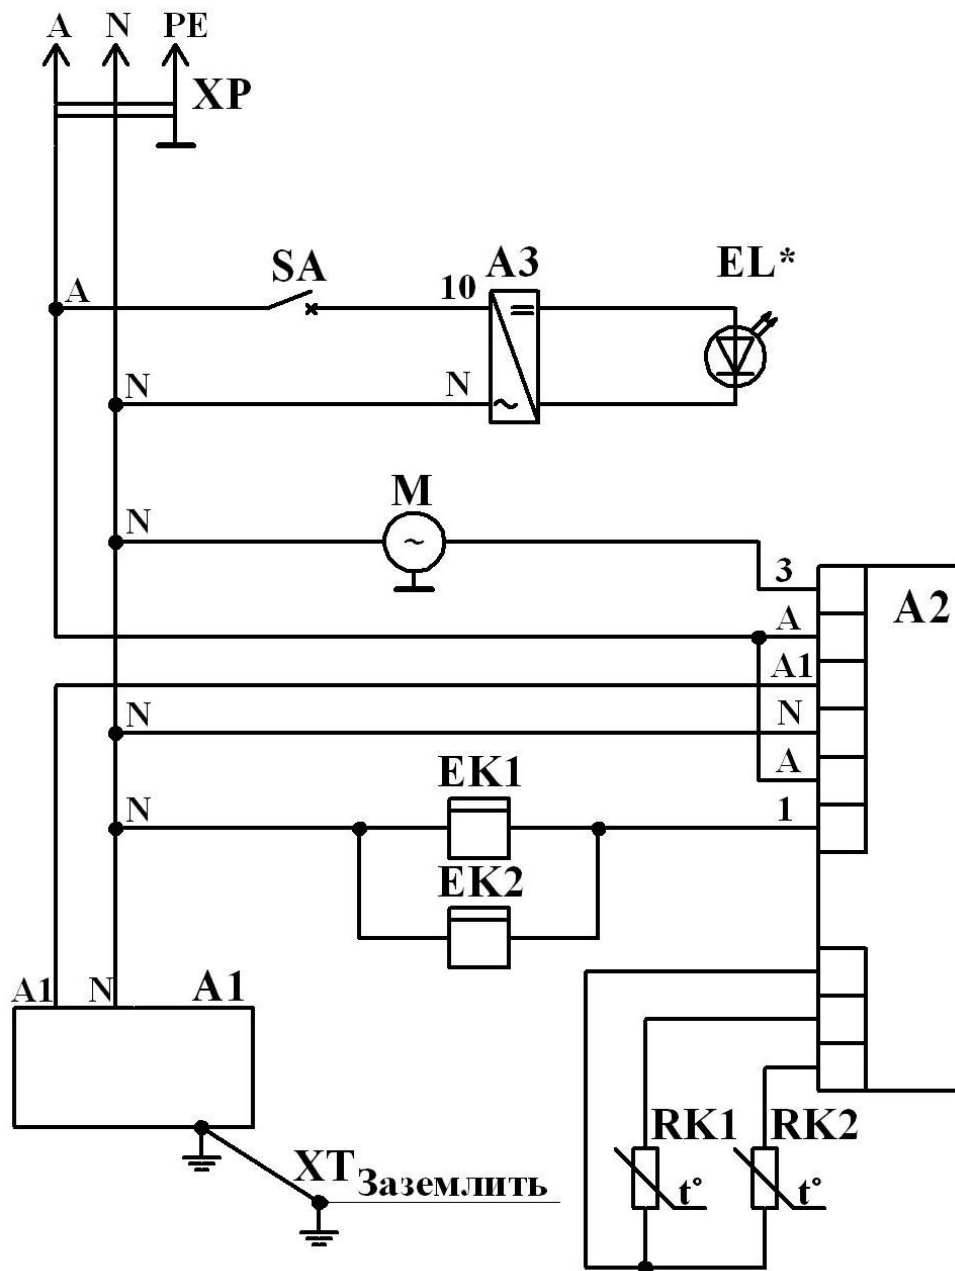 A N PE
XP
SA A3 EL*
A 10
N N
M
N
3
A A2
A1
N N
EK1 A
N 1
EK2
A1 N A1
RK1 RK2
XT Заземлить
t° t°